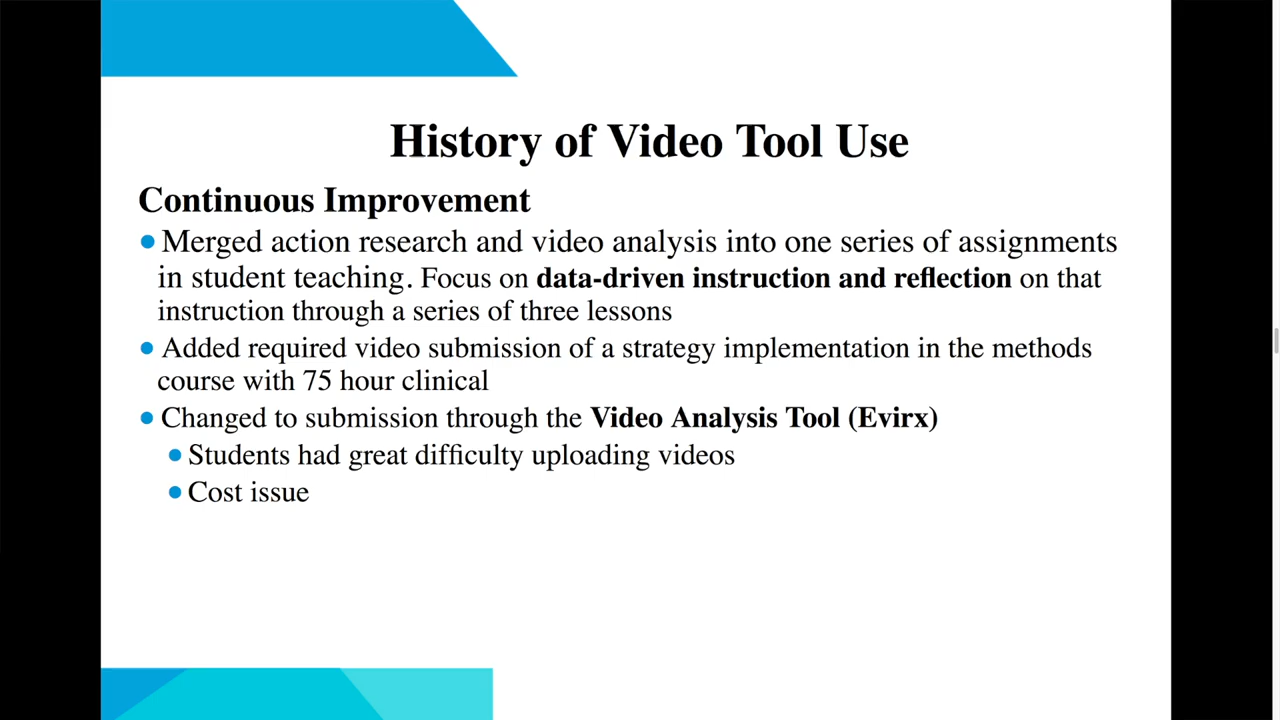 History of Video Tool Use
Continuous Improvement
●Merged action research and video analysis into one series of assignments
in student teaching. Focus on data-driven instruction and reflection on that
instruction through a series of three lessons
●Added required video submission of a strategy implementation in the methods
course with 75 hour clinical
●Changed to submission through the Video Analysis Tool (Evirx)
●Students had great difficulty uploading videos
●Cost issue